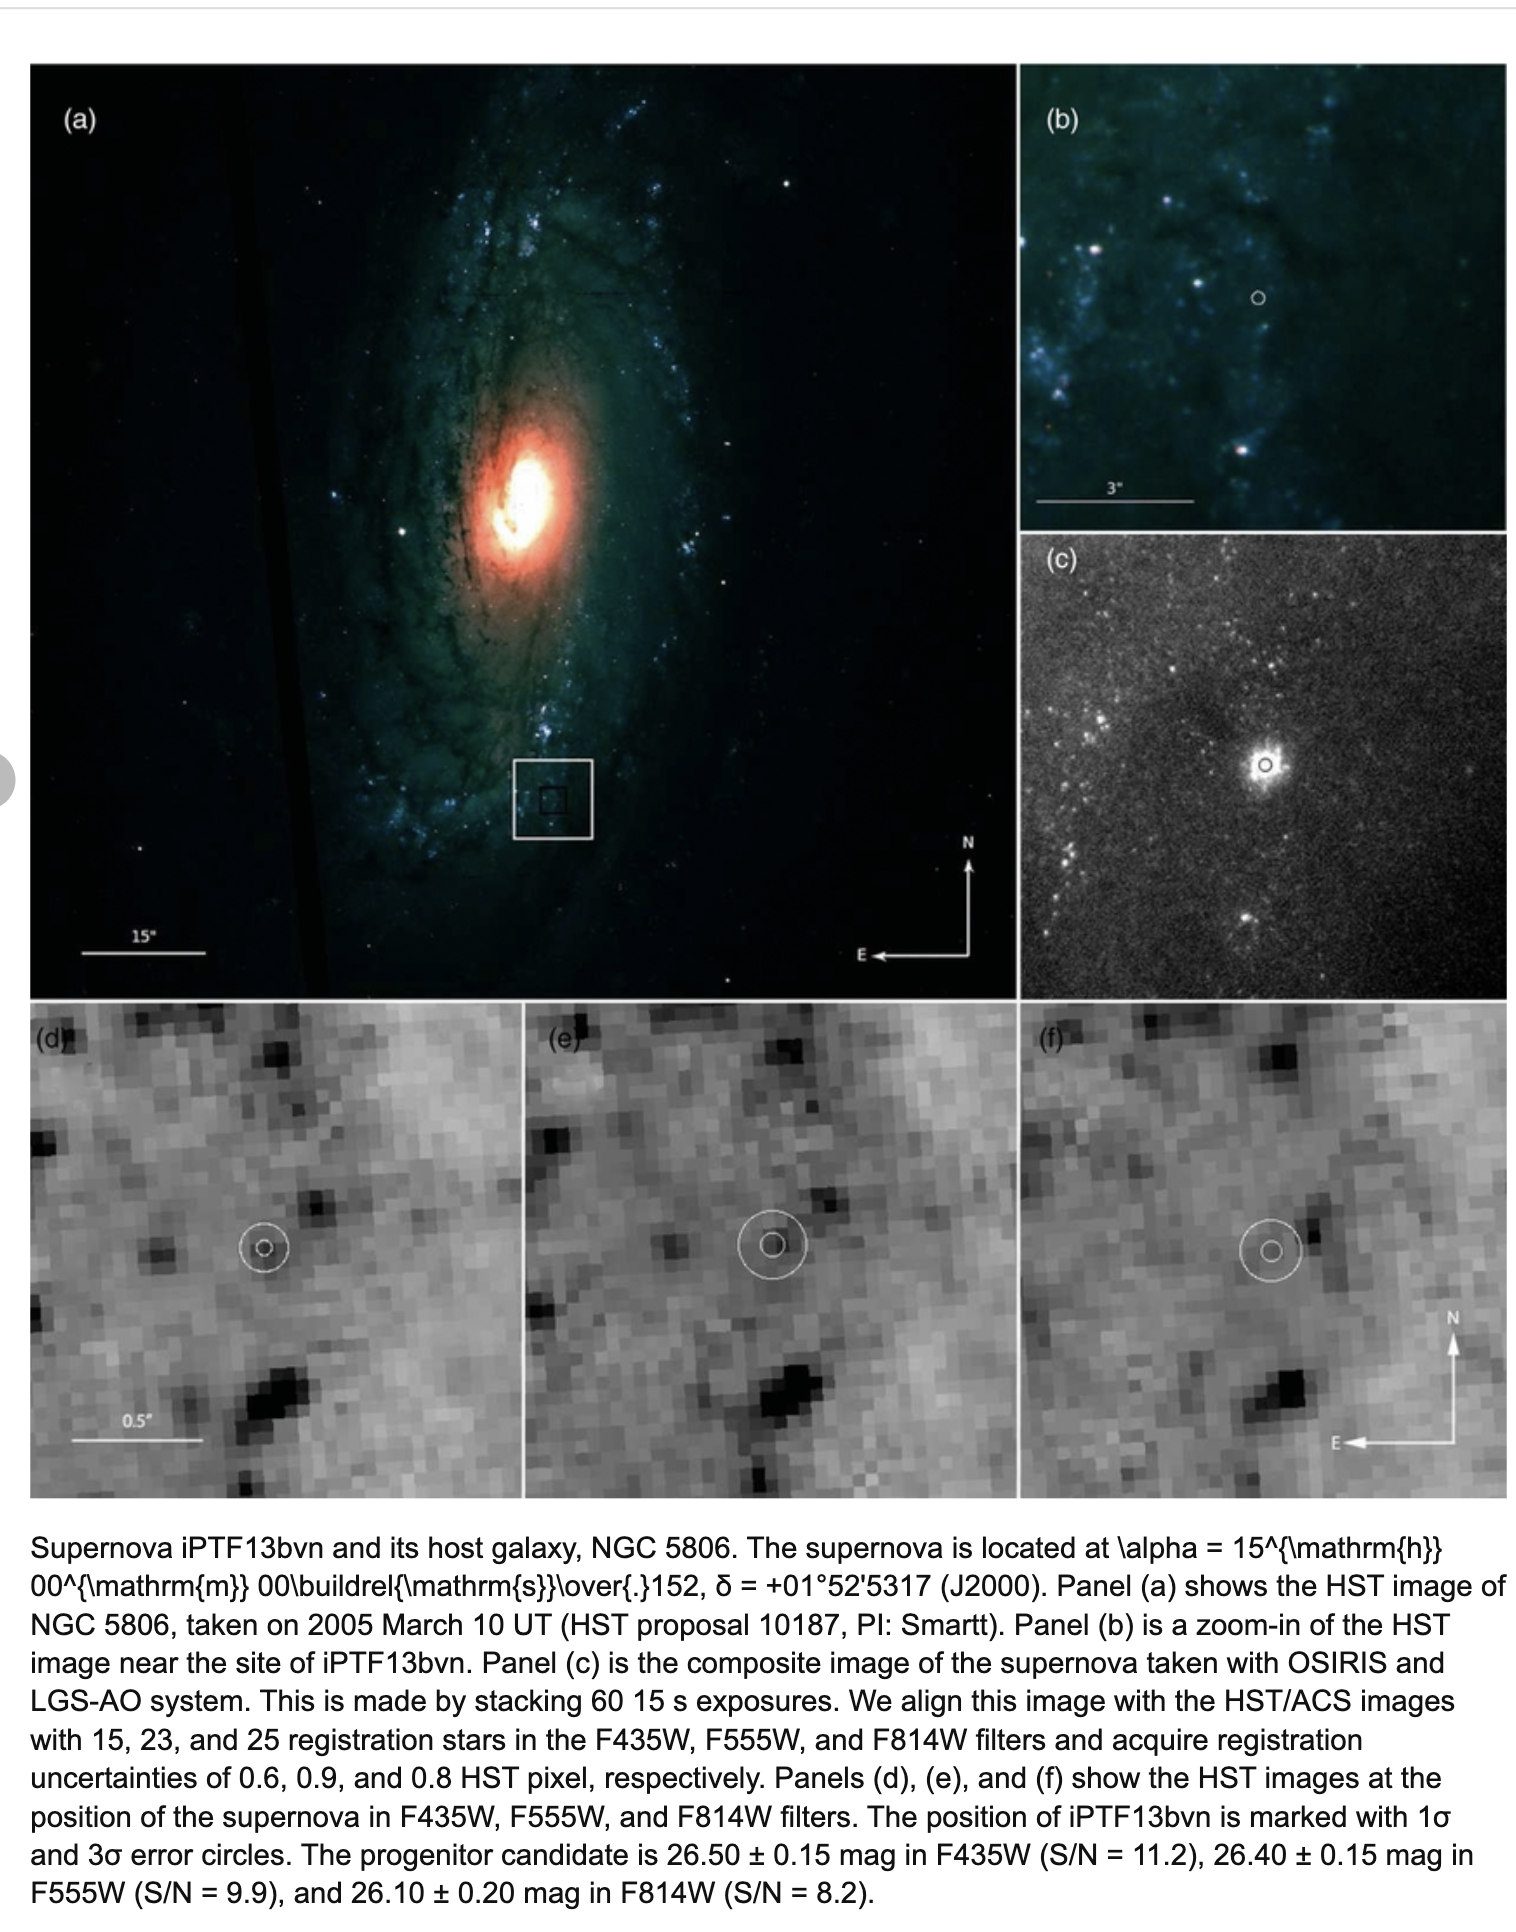 (a)
(b)
3"
(c)
N
15"
E
(d)
(e)
(f)
N
0.5"
E
Supernova iPTF13bvn and its host galaxy, NGC 5806. The supernova is located at \alpha = 15^{\mathrm{h}}
00^{\mathrm{m}} 00\buildrel{\mathrm{s}}\over{.}152, δ = +01°52'5317 (J2000). Panel (a) shows the HST image of
NGC 5806, taken on 2005 March 10 UT (HST proposal 10187, PI: Smartt). Panel (b) is a zoom-in of the HST
image near the site of iPTF13bvn. Panel (c) is the composite image of the supernova taken with OSIRIS and
LGS-AO system. This is made by stacking 60 15 s exposures. We align this image with the HST/ACS images
with 15, 23, and 25 registration stars in the F435W, F555W, and F814W filters and acquire registration
uncertainties of 0.6, 0.9, and 0.8 HST pixel, respectively. Panels (d), (e), and (f) show the HST images at the
position of the supernova in F435W, F555W, and F814W filters. The position of iPTF13bvn is marked with 1σ
and 3σ error circles. The progenitor candidate is 26.50 ± 0.15 mag in F435W (S/N = 11.2), 26.40 ± 0.15 mag in
F555W (S/N = 9.9), and 26.10 ± 0.20 mag in F814W (S/N = 8.2).